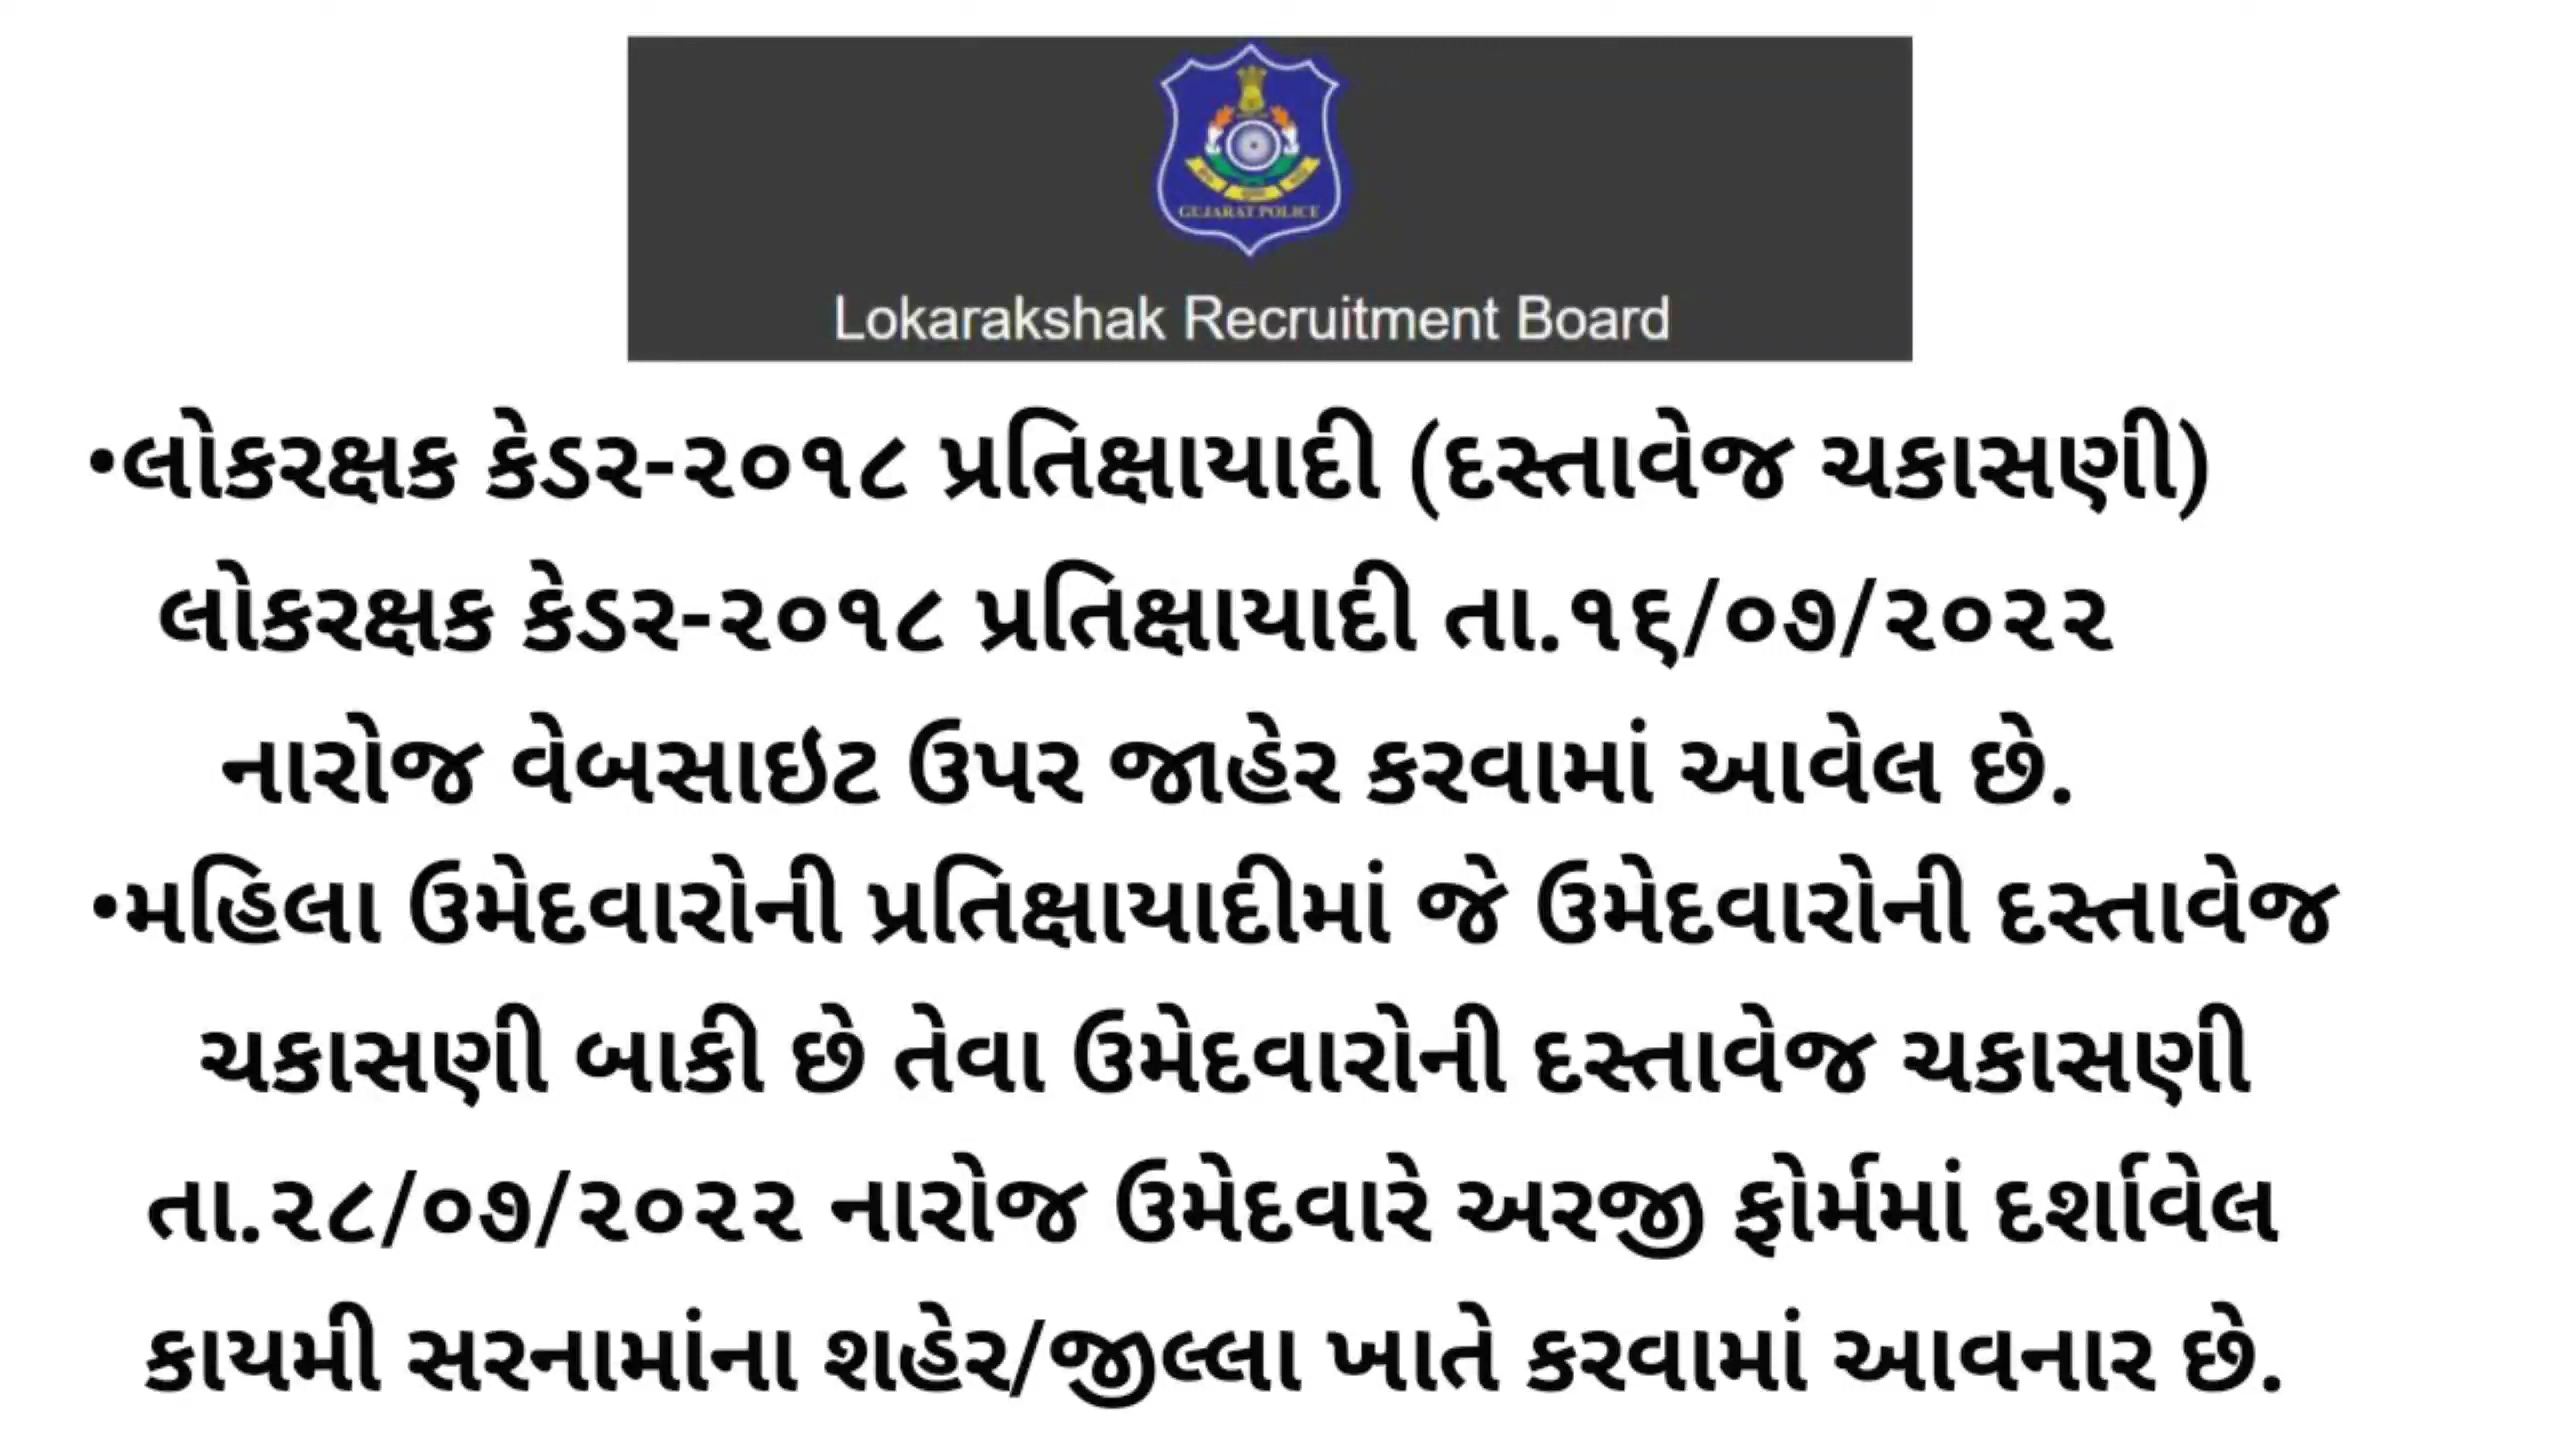 GUJARAT POLICE
Lokarakshak Recruitment Board
•લોકરક્ષક કેડર-૨૦૧૮ પ્રતિક્ષાયાદી (દસ્તાવેજ ચકાસણી)
લોકરક્ષક કેડર-૨૦૧૮ પ્રતિક્ષાયાદી તા.૧૬/૦૭/૨૦૨૨
નારોજ વેબસાઇટ ઉપર જાહેર કરવામાં આવેલ છે.
•મહિલા ઉમેદવારોની પ્રતિક્ષાયાદીમાં જે ઉમેદવારોની દસ્તાવેજ
ચકાસણી બાકી છે તેવા ઉમેદવારોની દસ્તાવેજ ચકાસણી
તા.૨૮/૦૭/૨૦૨૨ નારોજ ઉમેદવારે અરજી ફોર્મમાં દર્શાવેલ
કાયમી સરનામાંના શહેર/જીલ્લા ખાતે કરવામાં આવનાર છે.